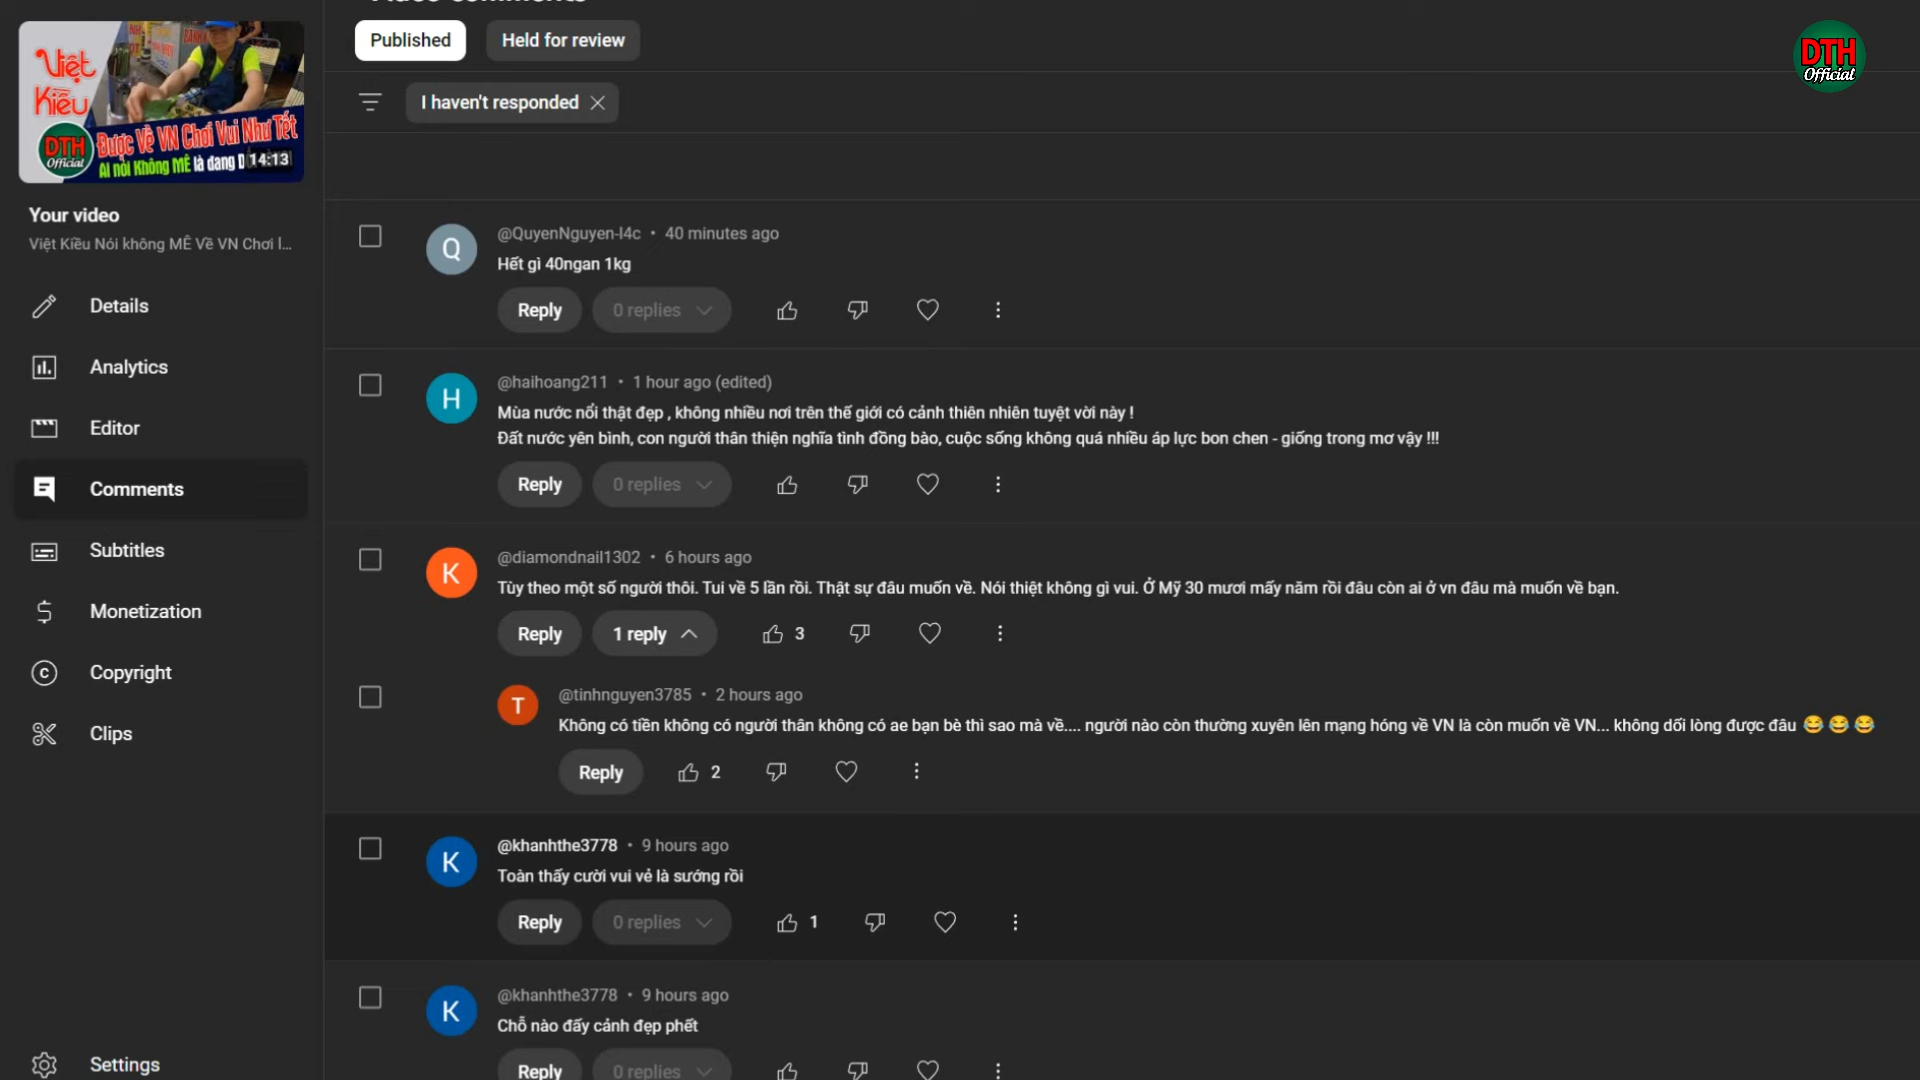 Published
Held for review
DTH
Official
I haven't responded
Việt
Kiều
DTH
Official
Được Về VN Chơi Vui Như Tết
Ai nói Không MÊ là đang D
14:13
Your video
Việt Kiều Nói không MÊ Về VN Chơi l...
Details
Analytics
Editor
Comments
Subtitles
Monetization
Copyright
Clips
Settings
Q
@QuyenNguyen-l4c • 40 minutes ago
Hết gì 40ngan 1kg
Reply
0 replies
H
@haihoang211 • 1 hour ago (edited)
Mùa nước nổi thật đẹp , không nhiều nơi trên thế giới có cảnh thiên nhiên tuyệt vời này !
Đất nước yên bình, con người thân thiện nghĩa tình đồng bào, cuộc sống không quá nhiều áp lực bon chen - giống trong mơ vậy !!!
Reply
0 replies
K
@diamondnail1302 • 6 hours ago
Tùy theo một số người thôi. Tui về 5 lần rồi. Thật sự đâu muốn về. Nói thiệt không gì vui. Ở Mỹ 30 mươi mấy năm rồi đâu còn ai ở vn đâu mà muốn về bạn.
Reply
1 reply
3
T
@tinhnguyen3785 • 2 hours ago
Không có tiền không có người thân không có ae bạn bè thì sao mà về.... người nào còn thường xuyên lên mạng hóng về VN là còn muốn về VN... không dối lòng được đâu 😂😂😂
Reply
2
K
@khanhthe3778 • 9 hours ago
Toàn thấy cười vui vẻ là sướng rồi
Reply
0 replies
1
K
@khanhthe3778 • 9 hours ago
Chỗ nào đấy cảnh đẹp phết
Reply
0 replies